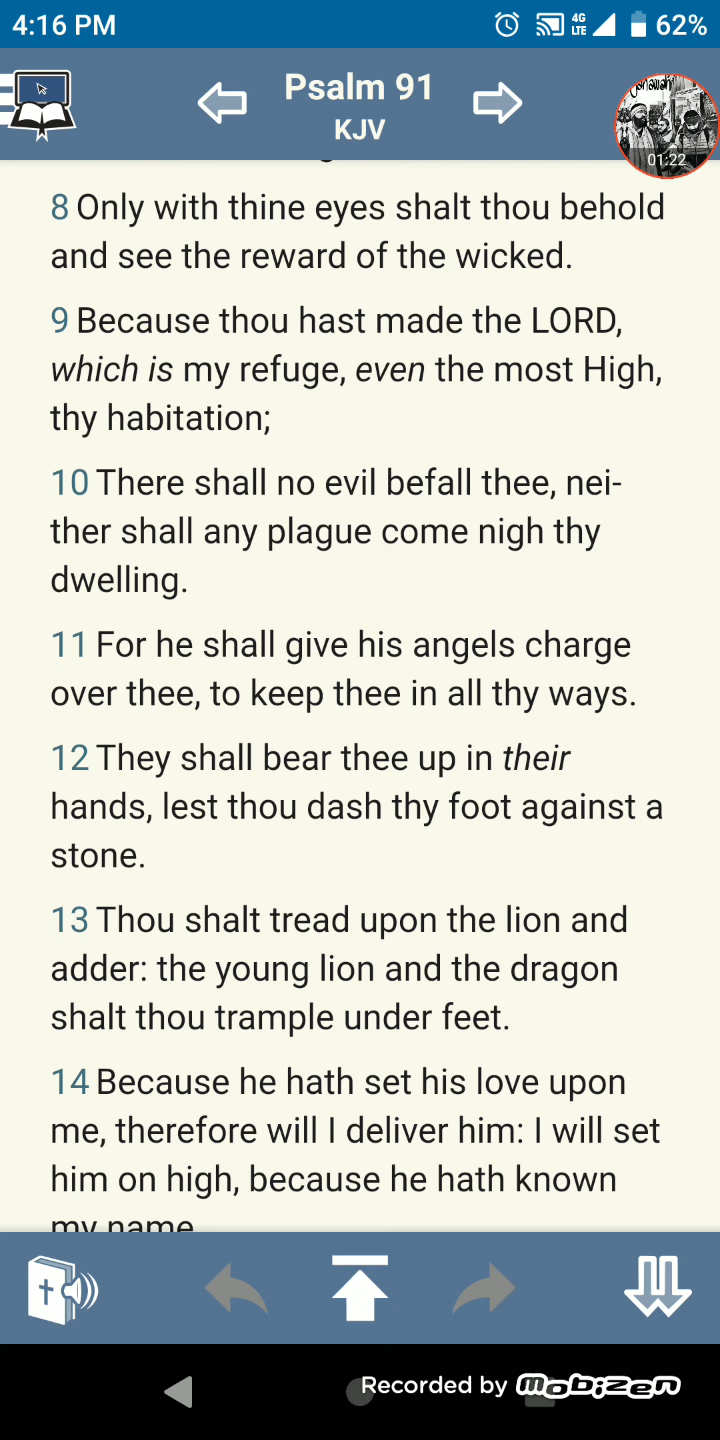 4:16 PM
4G
LTE
62%
Psalm 91
KJV
01:22
8 Only with thine eyes shalt thou behold
and see the reward of the wicked.
9 Because thou hast made the LORD,
which is my refuge, even the most High,
thy habitation;
10 There shall no evil befall thee, nei-
ther shall any plague come nigh thy
dwelling.
11 For he shall give his angels charge
over thee, to keep thee in all thy ways.
12 They shall bear thee up in their
hands, lest thou dash thy foot against a
stone.
13 Thou shalt tread upon the lion and
adder: the young lion and the dragon
shalt thou trample under feet.
14 Because he hath set his love upon
me, therefore will I deliver him: I will set
him on high, because he hath known
my name
Recorded by mobizen